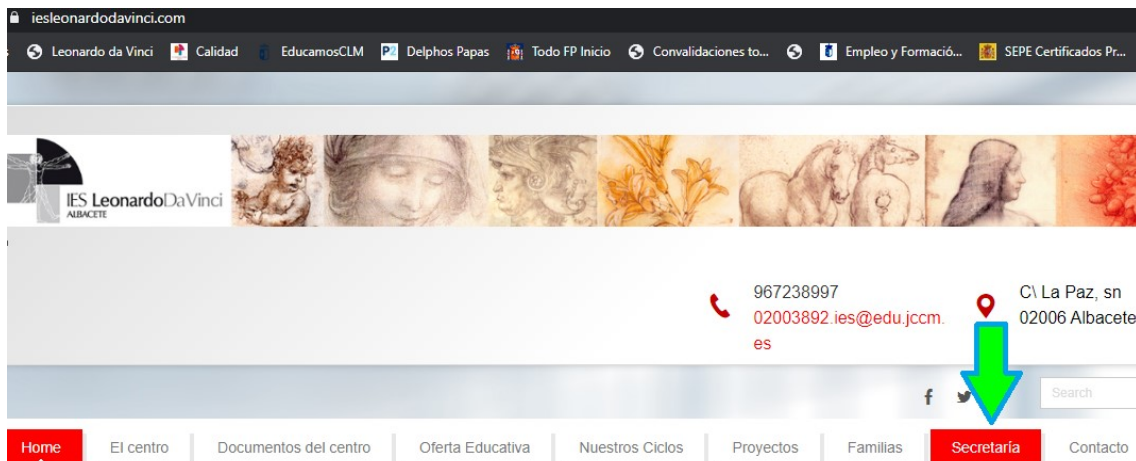 iesleonardodavinci.com
Leonardo da Vinci Calidad EducamosCLM Delphos Papas Todo FP Inicio Convalidaciones to... Empleo y Formació... SEPE Certificados Pr...
IES LeonardoDaVinci
ALBACETE
967238997
02003892.ies@edu.jccm.
es
C\ La Paz, sn
02006 Albacete
Search
Home El centro Documentos del centro Oferta Educativa Nuestros Ciclos Proyectos Familias Secretaría Contacto